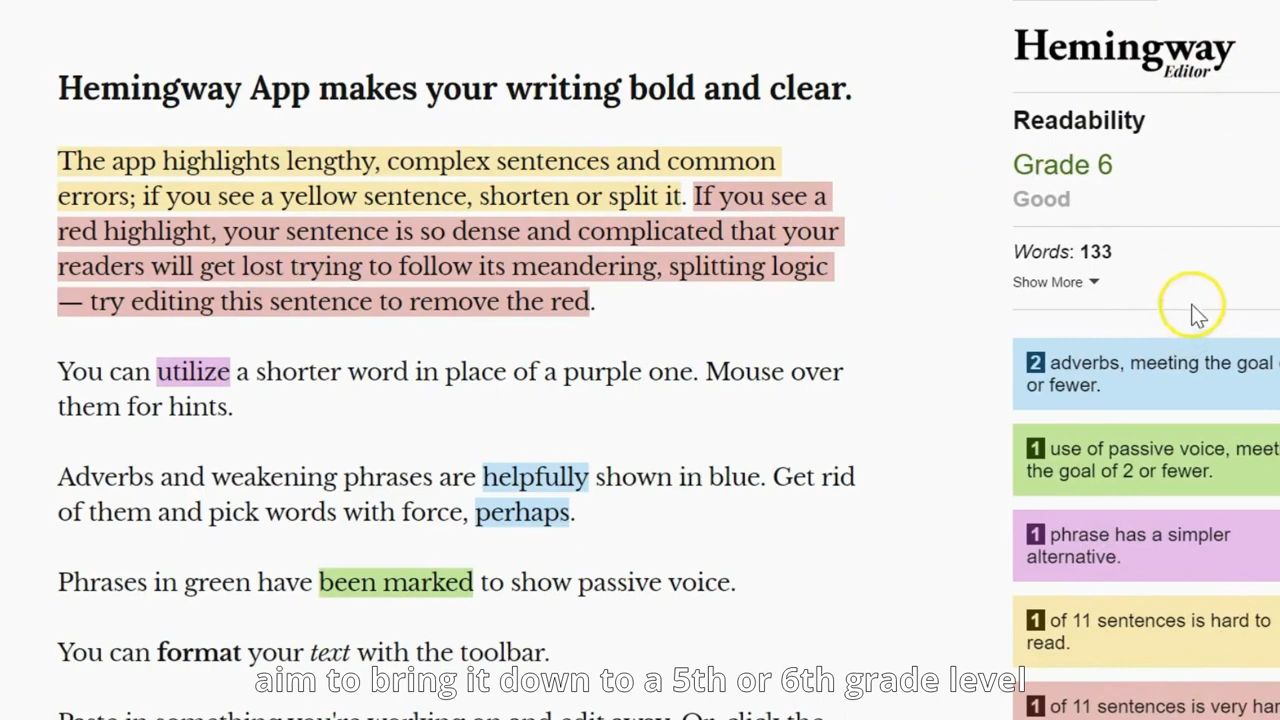 Hemingway App makes your writing bold and clear.
The app highlights lengthy, complex sentences and common
errors; if you see a yellow sentence, shorten or split it. If you see a
red highlight, your sentence is so dense and complicated that your
readers will get lost trying to follow its meandering, splitting logic
— try editing this sentence to remove the red.
You can utilize a shorter word in place of a purple one. Mouse over
them for hints.
Adverbs and weakening phrases are helpfully shown in blue. Get rid
of them and pick words with force, perhaps.
Phrases in green have been marked to show passive voice.
You can format your text with the toolbar.
aim to bring it down to a 5th or 6th grade level
Hemingway
Editor
Readability
Grade 6
Good
Words: 133
Show More
2 adverbs, meeting the goal
or fewer.
1 use of passive voice, meet
the goal of 2 or fewer.
1 phrase has a simpler
alternative.
1 of 11 sentences is hard to
read.
1 of 11 sentences is very